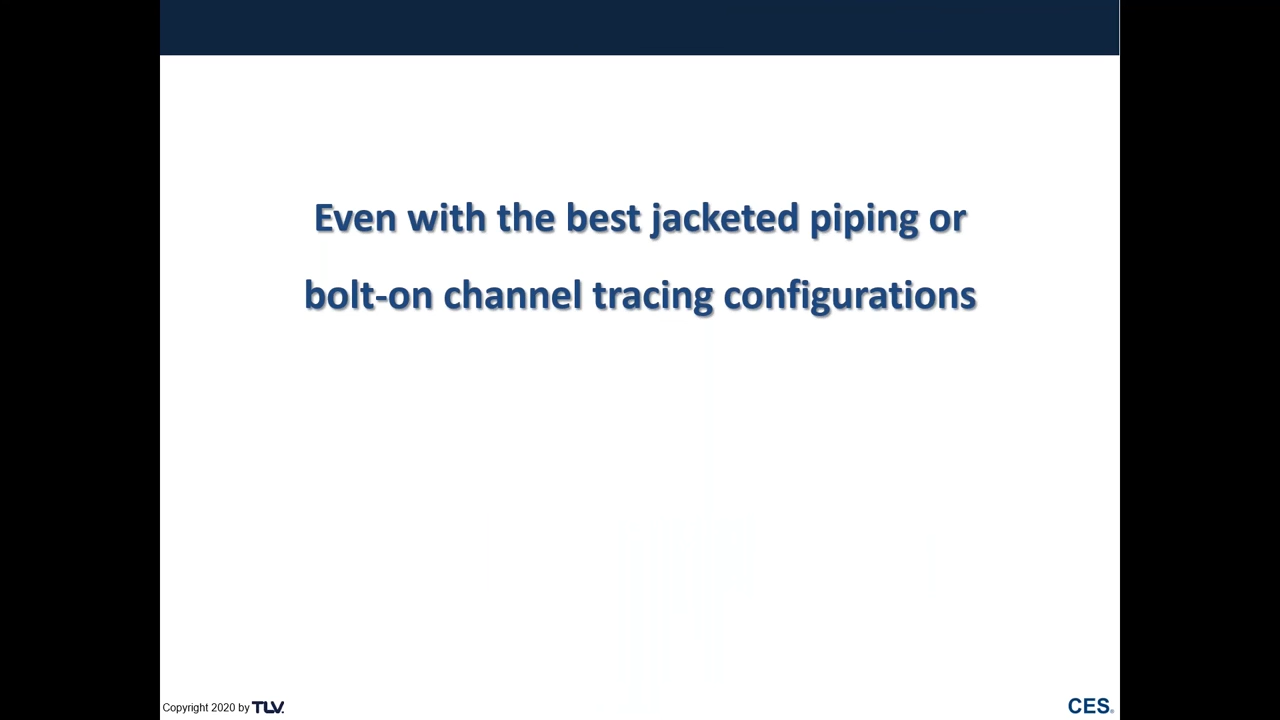 Even with the best jacketed piping or
bolt-on channel tracing configurations
Copyright 2020 by TLV.
CES®